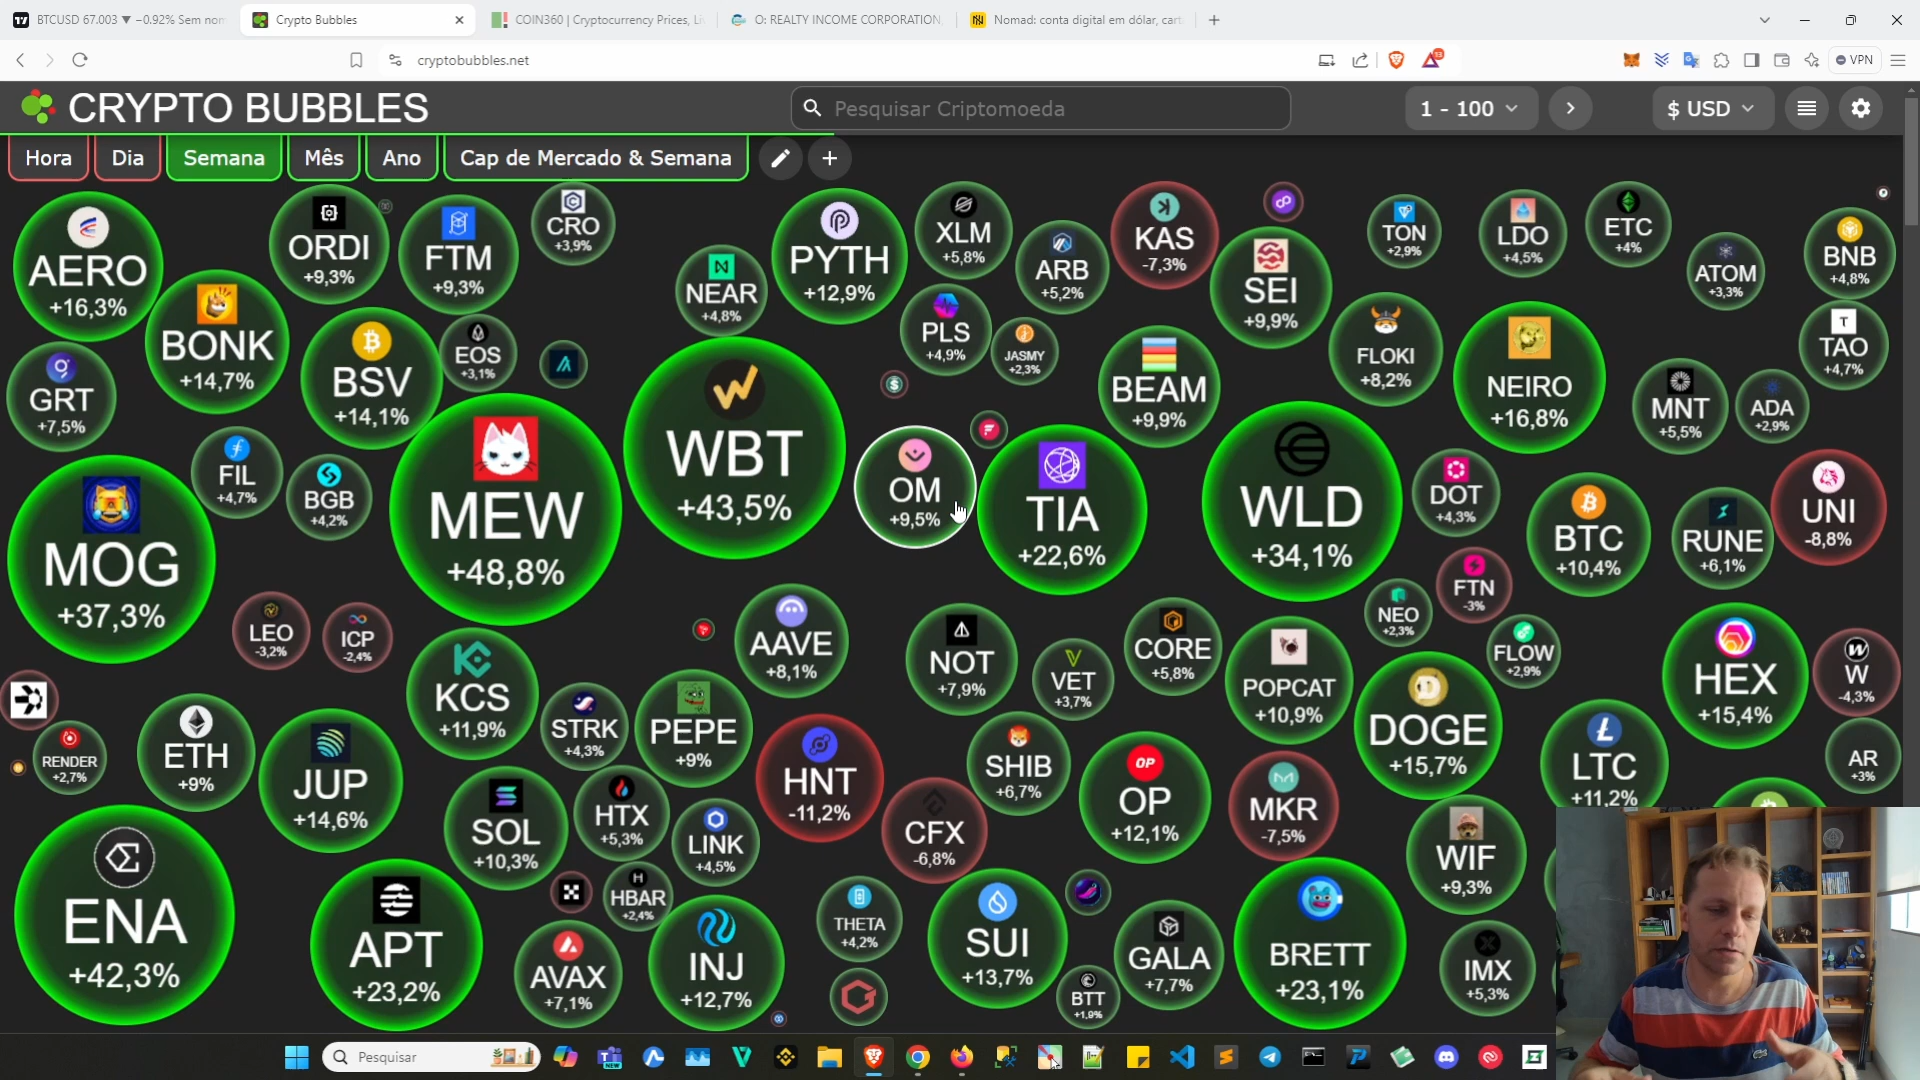 BTCUSD 67.003 ▼ −0.92% Sem nom
Crypto Bubbles
COIN360 | Cryptocurrency Prices, Li
O: REALTY INCOME CORPORATION,
Nomad: conta digital em dólar, cart
cryptobubbles.net
VPN
CRYPTO BUBBLES
Pesquisar Criptomoeda
1 - 100
$ USD
Hora
Dia
Semana
Mês
Ano
Cap de Mercado & Semana
AERO
+16,3%
ORDI
+9,3%
FTM
+9,3%
CRO
+3,9%
PYTH
+12,9%
XLM
+5,8%
ARB
+5,2%
KAS
-7,3%
SEI
+9,9%
TON
+2,9%
LDO
+4,5%
ETC
+4%
ATOM
+3,3%
BNB
+4,8%
BONK
+14,7%
NEAR
+4,8%
BSV
+14,1%
EOS
+3,1%
PLS
+4,9%
JASMY
+2,3%
BEAM
+9,9%
FLOKI
+8,2%
NEIRO
+16,8%
TAO
+4,7%
GRT
+7,5%
MNT
+5,5%
ADA
+2,9%
WBT
+43,5%
FIL
+4,7%
BGB
+4,2%
MEW
+48,8%
OM
+9,5%
TIA
+22,6%
WLD
+34,1%
DOT
+4,3%
BTC
+10,4%
RUNE
+6,1%
UNI
-8,8%
MOG
+37,3%
LEO
-3,2%
ICP
-2,4%
AAVE
+8,1%
FTN
-3%
NEO
+2,3%
KCS
+11,9%
NOT
+7,9%
VET
+3,7%
CORE
+5,8%
POPCAT
+10,9%
FLOW
+2,9%
HEX
+15,4%
W
-4,3%
STRK
+4,3%
PEPE
+9%
DOGE
+15,7%
RENDER
+2,7%
ETH
+9%
JUP
+14,6%
HNT
-11,2%
SHIB
+6,7%
OP
OP
+12,1%
MKR
-7,5%
LTC
+11,2%
AR
+3%
SOL
+10,3%
HTX
+5,3%
LINK
+4,5%
CFX
-6,8%
WIF
+9,3%
ENA
+42,3%
APT
+23,2%
HBAR
+2,4%
AVAX
+7,1%
INJ
+12,7%
THETA
+4,2%
SUI
+13,7%
GALA
+7,7%
BTT
+1,9%
BRETT
+23,1%
IMX
+5,3%
Pesquisar
NEW